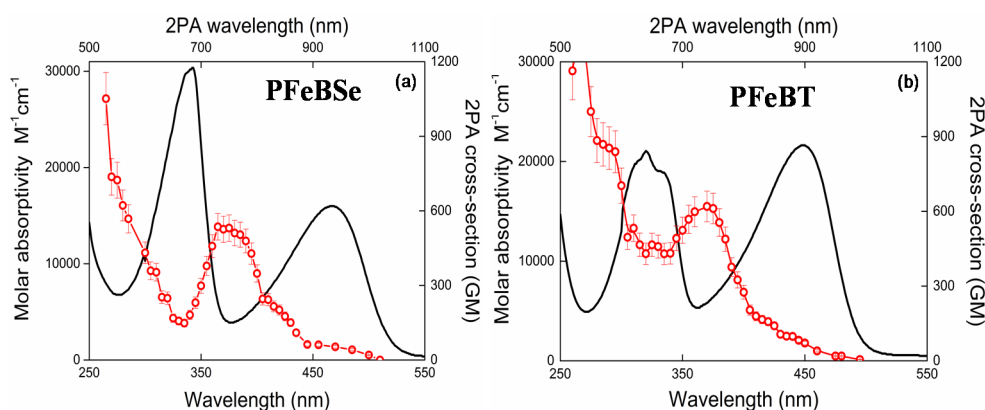 2PA wavelength (nm)
500 700 900 1100
30000
20000
10000
0
Molar absorptivity M⁻¹cm⁻¹
PFeBSe
(a)
1200
900
600
300
0
2PA cross-section (GM)
250 350 450 550
Wavelength (nm)
2PA wavelength (nm)
500 700 900 1100
30000
20000
10000
0
Molar absorptivity M⁻¹cm⁻¹
PFeBT
(b)
1200
900
600
300
0
2PA cross-section (GM)
250 350 450 550
Wavelength (nm)